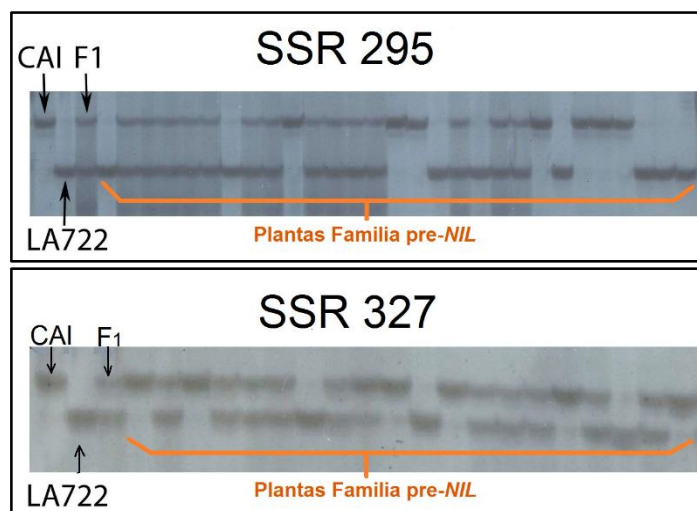 SSR 295
CAI F1
LA722
Plantas Familia pre-NIL
SSR 327
CAI F1
LA722
Plantas Familia pre-NIL